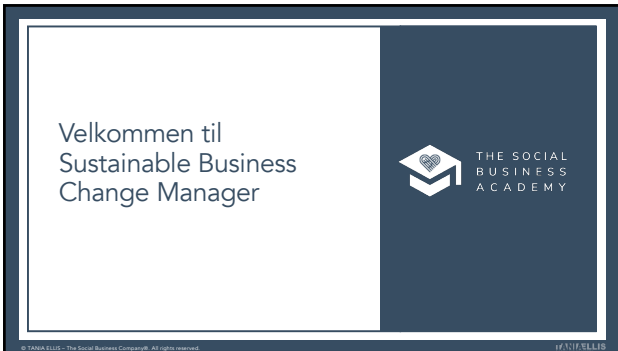 Velkommen til
Sustainable Business
Change Manager
THE SOCIAL
BUSINESS
ACADEMY
© TANIA ELLIS – The Social Business Company®. All rights reserved.
TANIAELLIS